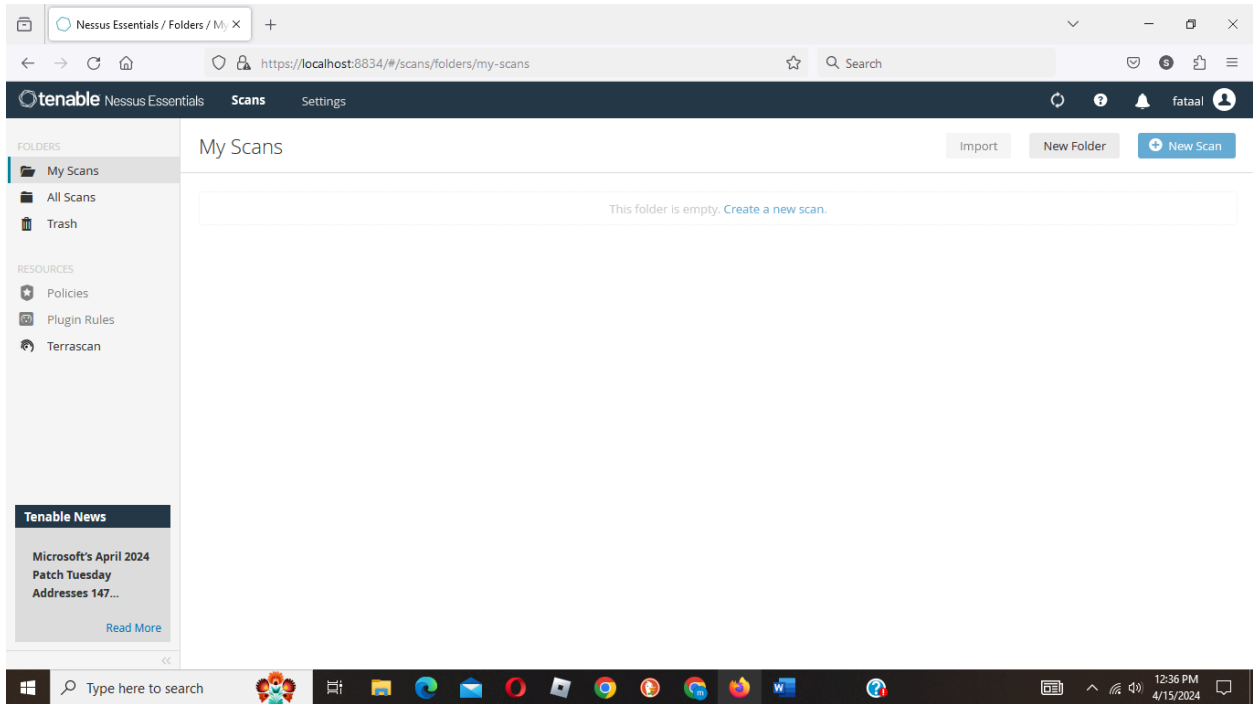 Nessus Essentials / Folders / My
https://localhost:8834/#/scans/folders/my-scans
Search
S
tenable Nessus Essentials
Scans
Settings
fataal
FOLDERS
My Scans
All Scans
Trash
RESOURCES
Policies
Plugin Rules
Terrascan
My Scans
Import
New Folder
New Scan
This folder is empty. Create a new scan.
Tenable News
Microsoft's April 2024
Patch Tuesday
Addresses 147...
Read More
Type here to search
12:36 PM
4/15/2024